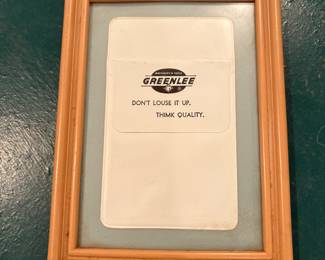 GREENLEE
DON'T LOUSE IT UP.
THIMK QUALITY.